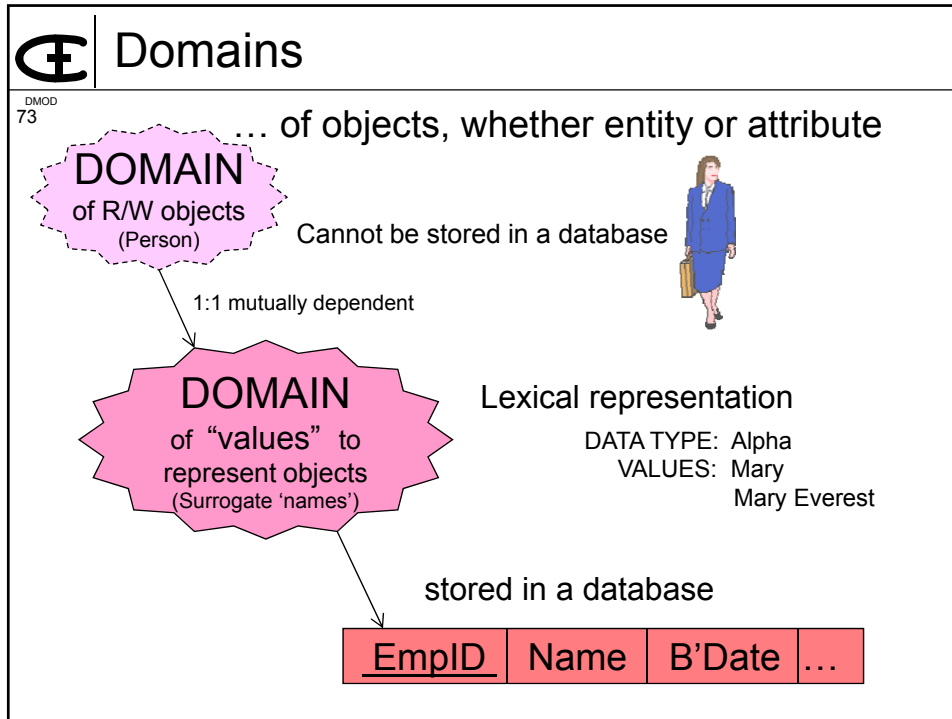 Domains
DMOD
73
… of objects, whether entity or attribute
DOMAIN
of R/W objects
(Person)
Cannot be stored in a database
1:1 mutually dependent
DOMAIN
of “values” to
represent objects
(Surrogate ‘names’)
Lexical representation
DATA TYPE: Alpha
VALUES: Mary
Mary Everest
stored in a database
EmpID Name B’Date …